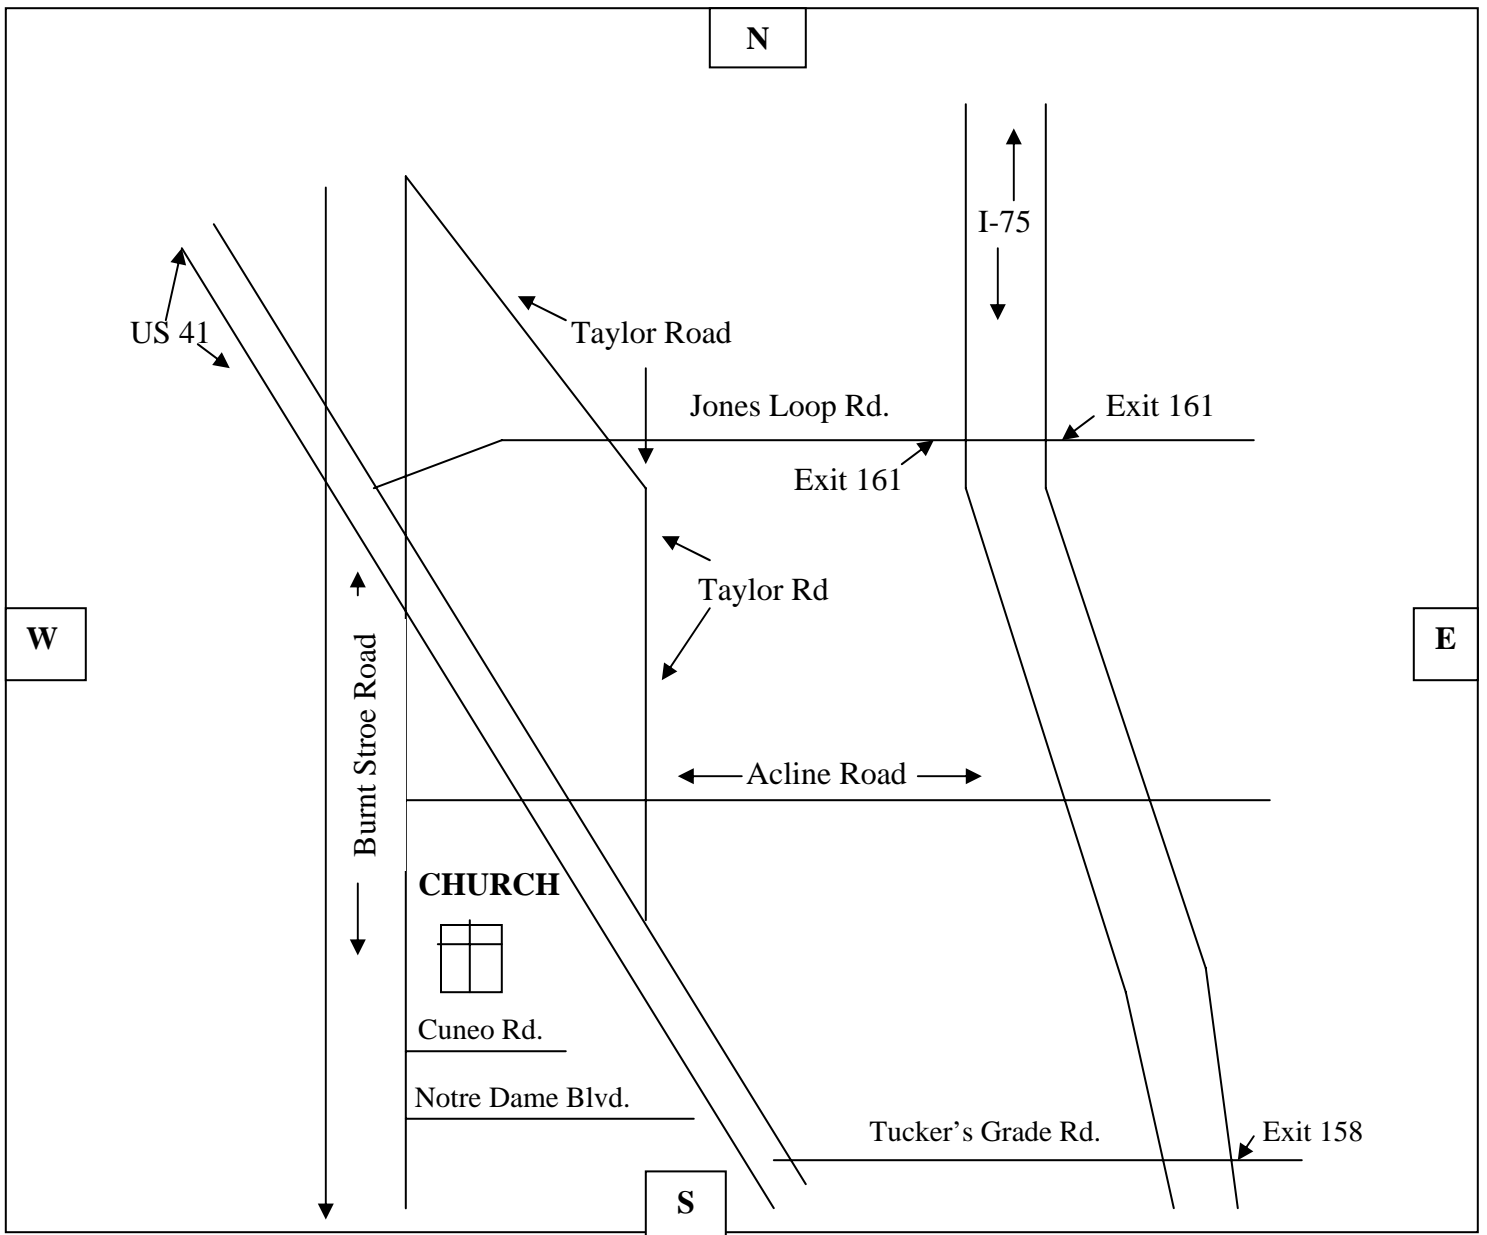 N
I-75
US 41
Taylor Road
Jones Loop Rd.
Exit 161
Exit 161
Taylor Rd
W
E
Burnt Stroe Road
Acline Road
CHURCH
Cuneo Rd.
Notre Dame Blvd.
Tucker’s Grade Rd.
Exit 158
S